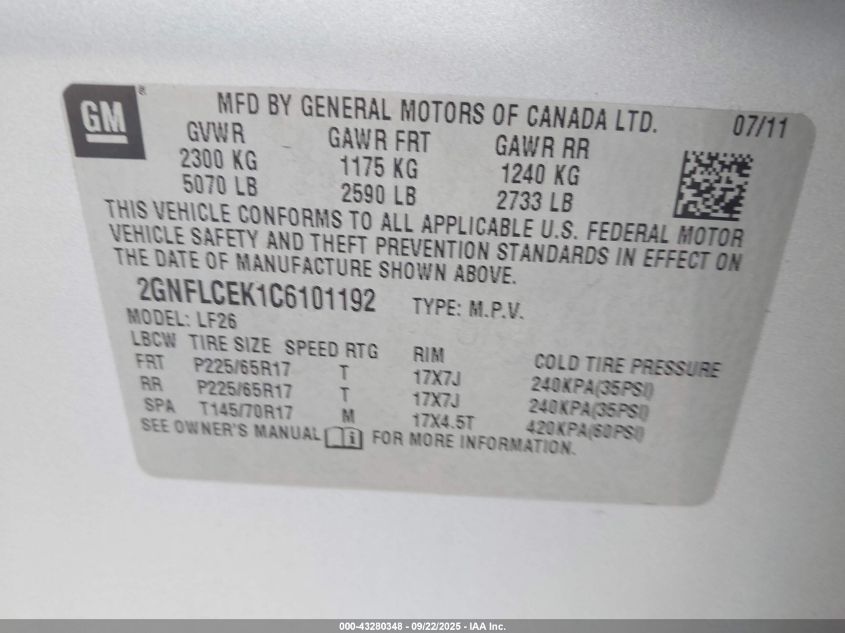 GM®
MFD BY GENERAL MOTORS OF CANADA LTD. 07/11
GVWR GAWR FRT GAWR RR
2300 KG 1175 KG 1240 KG
5070 LB 2590 LB 2733 LB
THIS VEHICLE CONFORMS TO ALL APPLICABLE U.S. FEDERAL MOTOR
VEHICLE SAFETY AND THEFT PREVENTION STANDARDS IN EFFECT ON
THE DATE OF MANUFACTURE SHOWN ABOVE.
2GNFLCEK1C6101192 TYPE: M.P.V.
MODEL: LF26
LBCW TIRE SIZE SPEED RTG RIM COLD TIRE PRESSURE
FRT P225/65R17 T 17X7J 240KPA(35PSI)
RR P225/65R17 T 17X7J 240KPA(35PSI)
SPA T145/70R17 M 17X4.5T 420KPA(60PSI)
SEE OWNER'S MANUAL FOR MORE INFORMATION.
000-43280348 - 09/22/2025 - IAA Inc.